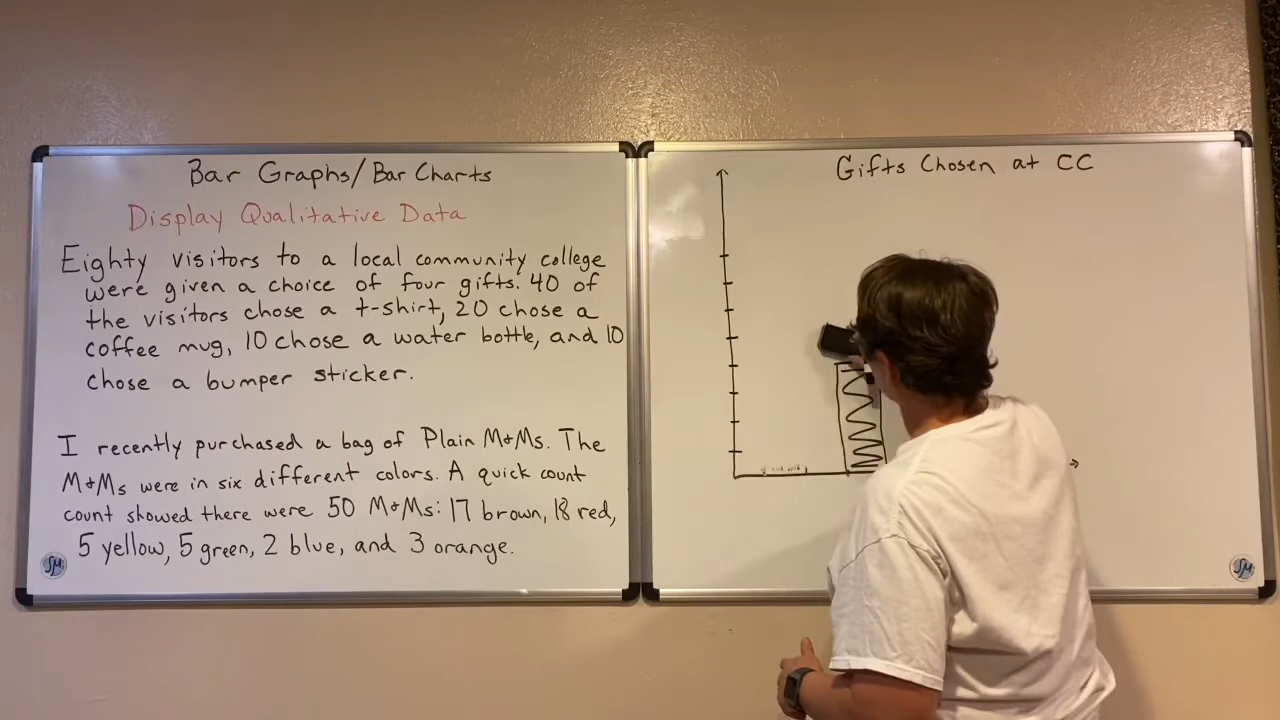 Bar Graphs/Bar Charts
Display Qualitative Data
Eighty visitors to a local community college
were given a choice of four gifts. 40 of
the visitors chose a t-shirt, 20 chose a
coffee mug, 10 chose a water bottle, and 10
chose a bumper sticker.
I recently purchased a bag of Plain M&Ms. The
M&Ms were in six different colors. A quick count
count showed there were 50 M&Ms: 17 brown, 18 red,
5 yellow, 5 green, 2 blue, and 3 orange.
SM
Gifts Chosen at CC
SM